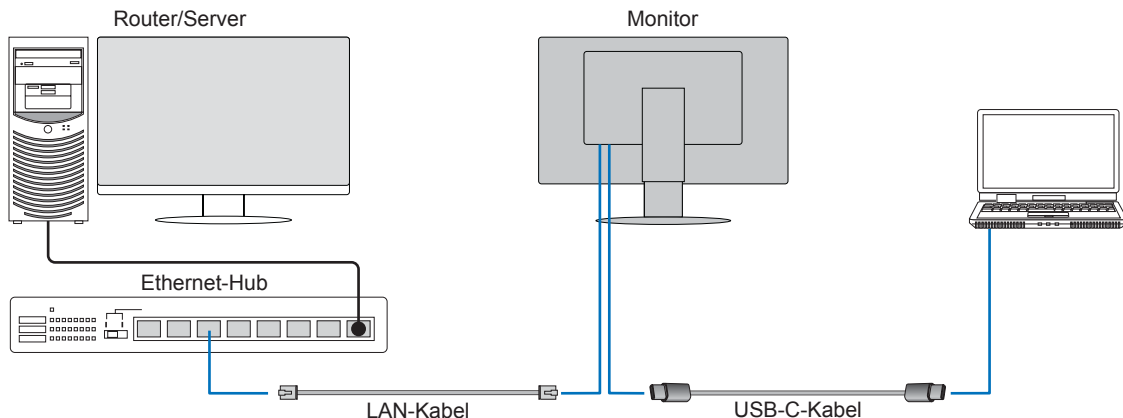 Router/Server
Monitor
Ethernet-Hub
LAN-Kabel
USB-C-Kabel